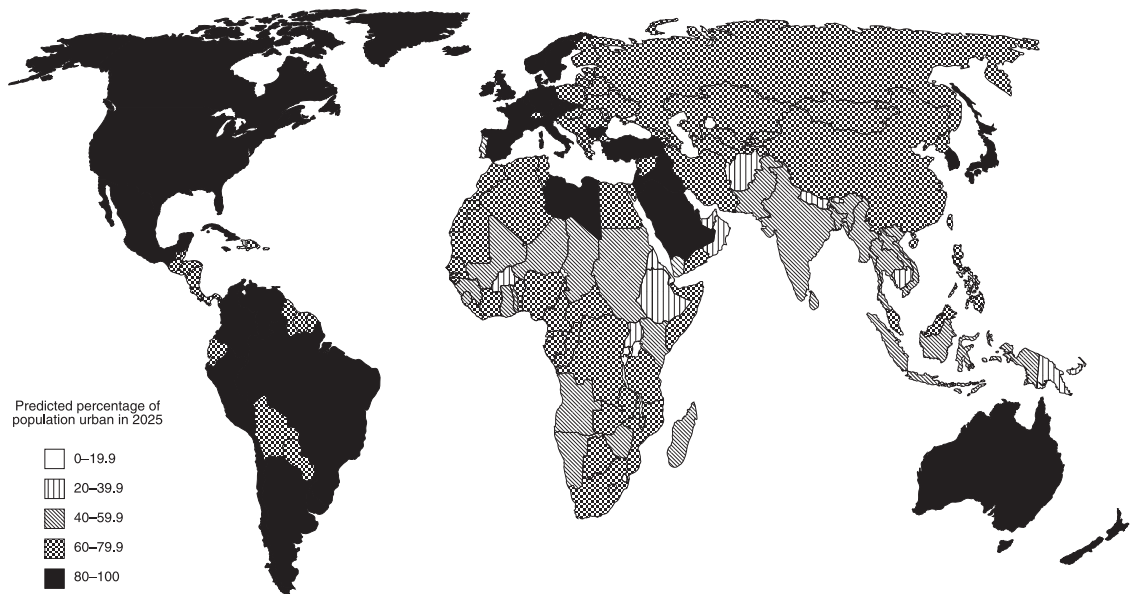 Predicted percentage of
population urban in 2025
0–19.9
20–39.9
40–59.9
60–79.9
80–100